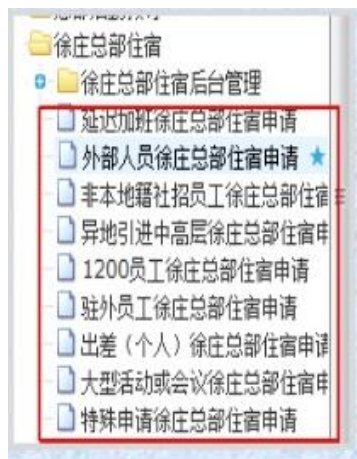 徐庄总部住宿
徐庄总部住宿后台管理
延迟加班徐庄总部住宿申请
外部人员徐庄总部住宿申请
非本地籍社招员工徐庄总部住宿
异地引进中高层徐庄总部住宿申
1200员工徐庄总部住宿申请
驻外员工徐庄总部住宿申请
出差（个人）徐庄总部住宿申请
大型活动或会议徐庄总部住宿申
特殊申请徐庄总部住宿申请